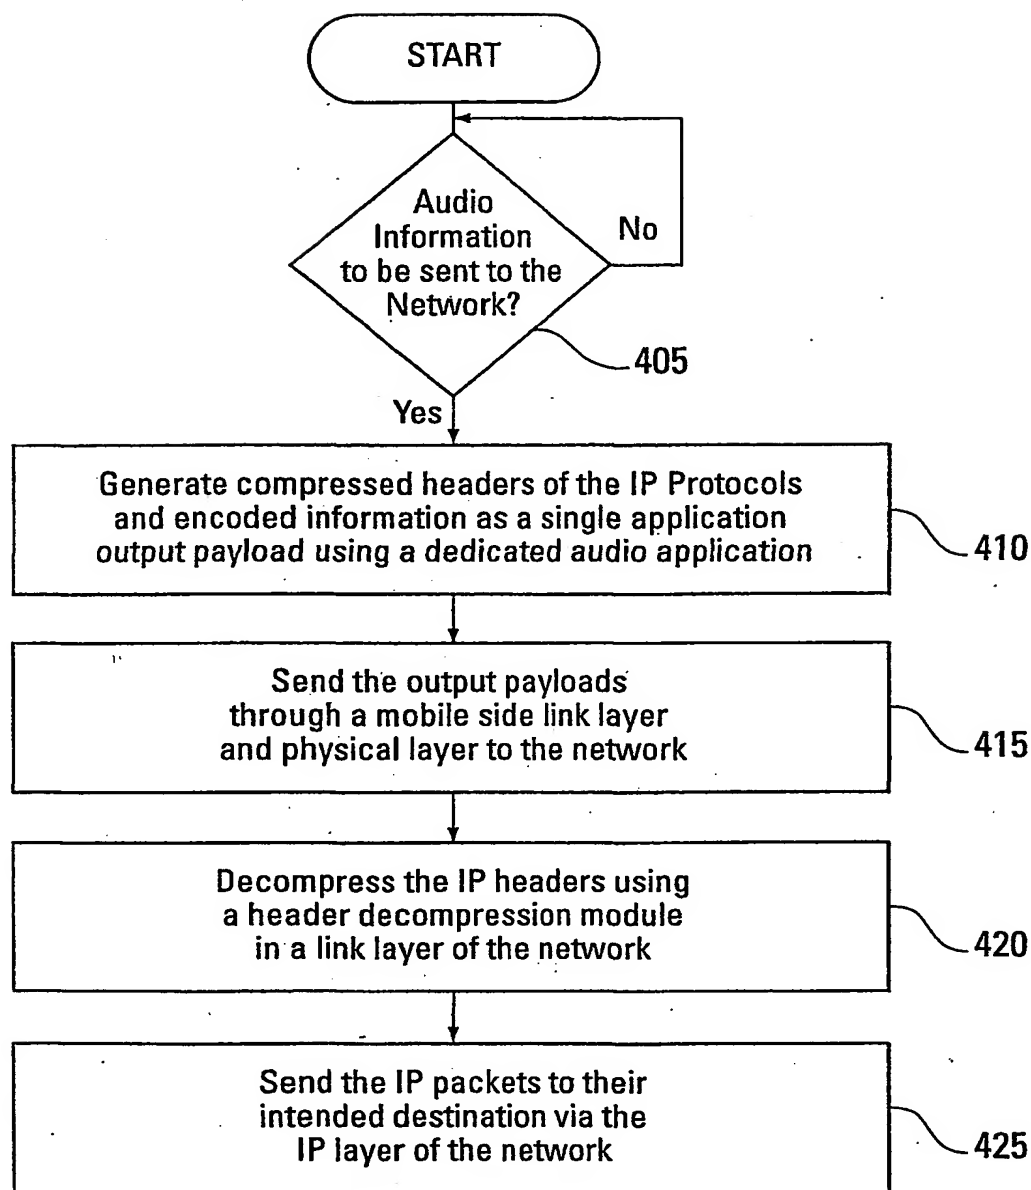 START
Audio
Information
to be sent to the
Network?
No
405
Yes
Generate compressed headers of the IP Protocols
and encoded information as a single application
output payload using a dedicated audio application
410
Send the output payloads
through a mobile side link layer
and physical layer to the network
415
Decompress the IP headers using
a header decompression module
in a link layer of the network
420
Send the IP packets to their
intended destination via the
IP layer of the network
425